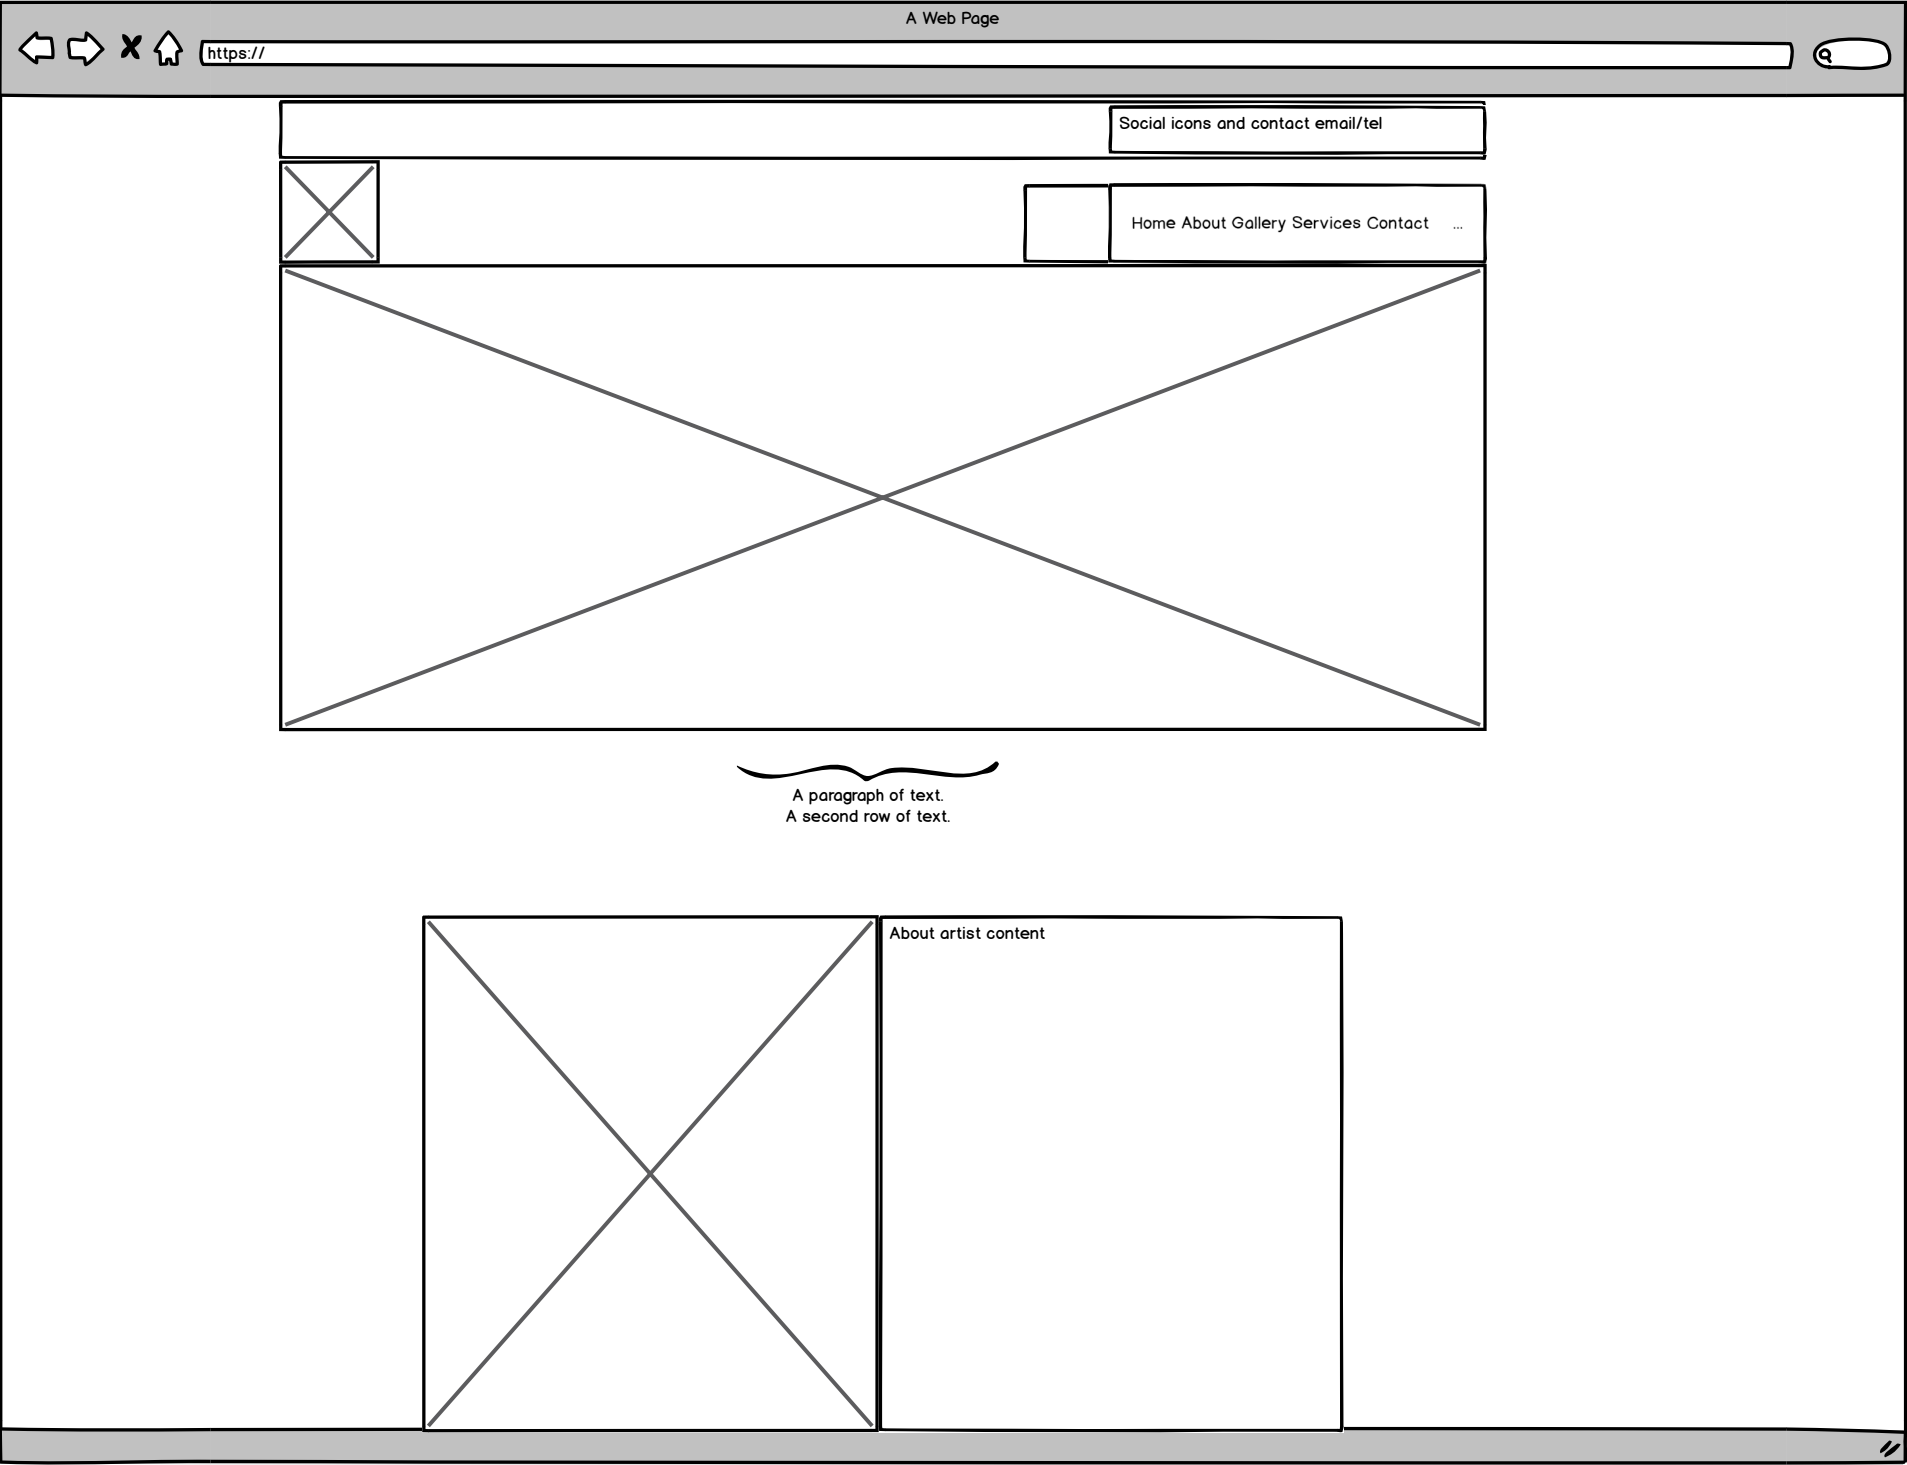 A Web Page
https://
Social icons and contact email/tel
Home About Gallery Services Contact ...
A paragraph of text.
A second row of text.
About artist content